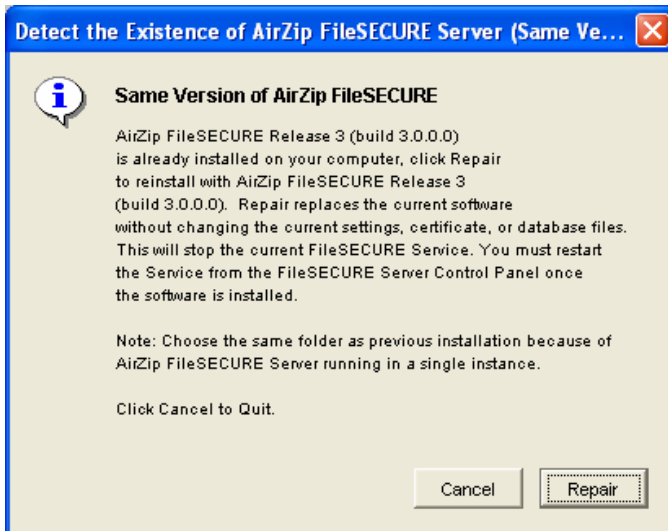 Detect the Existence of AirZip FileSECURE Server (Same Ve...
Same Version of AirZip FileSECURE
AirZip FileSECURE Release 3 (build 3.0.0.0)
is already installed on your computer, click Repair
to reinstall with AirZip FileSECURE Release 3
(build 3.0.0.0). Repair replaces the current software
without changing the current settings, certificate, or database files.
This will stop the current FileSECURE Service. You must restart
the Service from the FileSECURE Server Control Panel once
the software is installed.
Note: Choose the same folder as previous installation because of
AirZip FileSECURE Server running in a single instance.
Click Cancel to Quit.
Cancel Repair